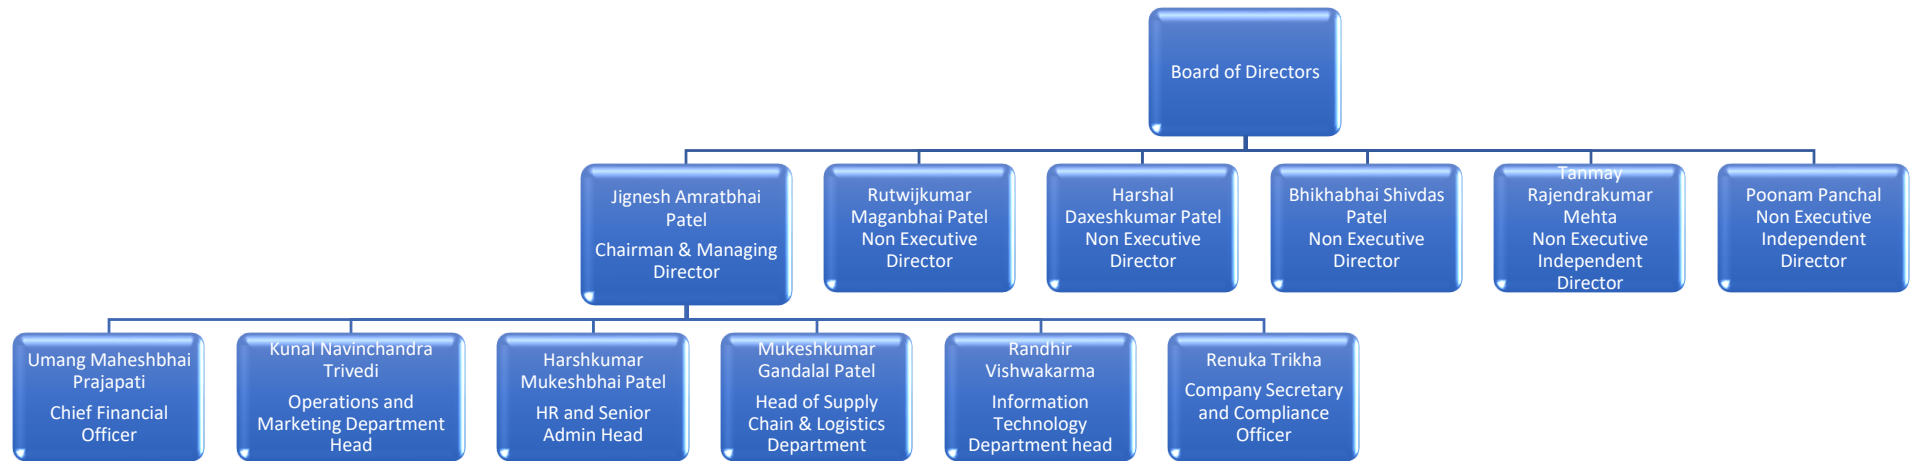 Board of Directors
Jignesh Amratbhai
Patel
Chairman & Managing
Director
Rutwijkumar
Maganbhai Patel
Non Executive
Director
Harshal
Daxeshkumar Patel
Non Executive
Director
Bhikhabhai Shivdas
Patel
Non Executive
Director
Tanmay
Rajendrakumar
Mehta
Non Executive
Independent
Director
Poonam Panchal
Non Executive
Independent
Director
Umang Maheshbhai
Prajapati
Chief Financial
Officer
Kunal Navinchandra
Trivedi
Operations and
Marketing Department
Head
Harshkumar
Mukeshbhai Patel
HR and Senior
Admin Head
Mukeshkumar
Gandalal Patel
Head of Supply
Chain & Logistics
Department
Randhir
Vishwakarma
Information
Technology
Department head
Renuka Trikha
Company Secretary
and Compliance
Officer